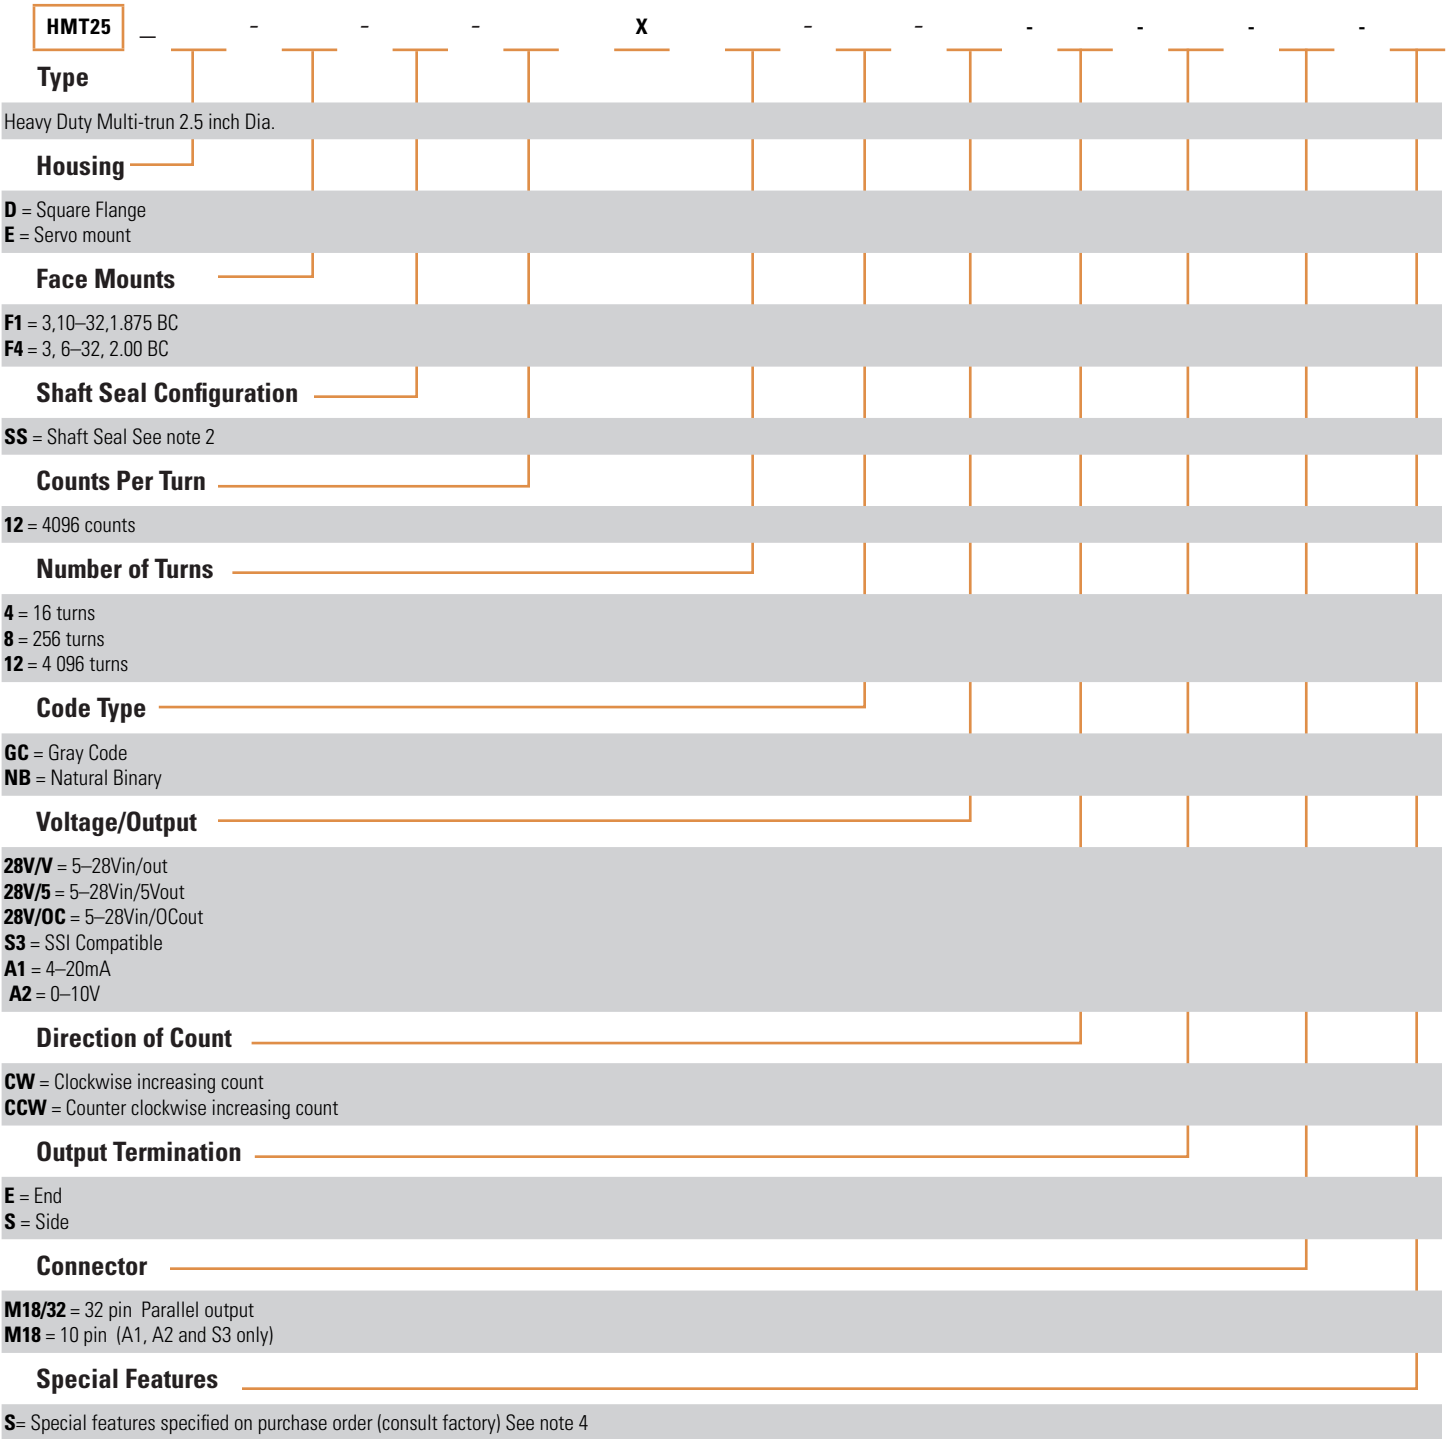 HMT25 _ – – – X – – - - - -
Type
Heavy Duty Multi-trun 2.5 inch Dia.
Housing
D = Square Flange
E = Servo mount
Face Mounts
F1 = 3,10–32,1.875 BC
F4 = 3, 6–32, 2.00 BC
Shaft Seal Configuration
SS = Shaft Seal See note 2
Counts Per Turn
12 = 4096 counts
Number of Turns
4 = 16 turns
8 = 256 turns
12 = 4 096 turns
Code Type
GC = Gray Code
NB = Natural Binary
Voltage/Output
28V/V = 5–28Vin/out
28V/5 = 5–28Vin/5Vout
28V/OC = 5–28Vin/OCout
S3 = SSI Compatible
A1 = 4–20mA
A2 = 0–10V
Direction of Count
CW = Clockwise increasing count
CCW = Counter clockwise increasing count
Output Termination
E = End
S = Side
Connector
M18/32 = 32 pin Parallel output
M18 = 10 pin (A1, A2 and S3 only)
Special Features
S= Special features specified on purchase order (consult factory) See note 4